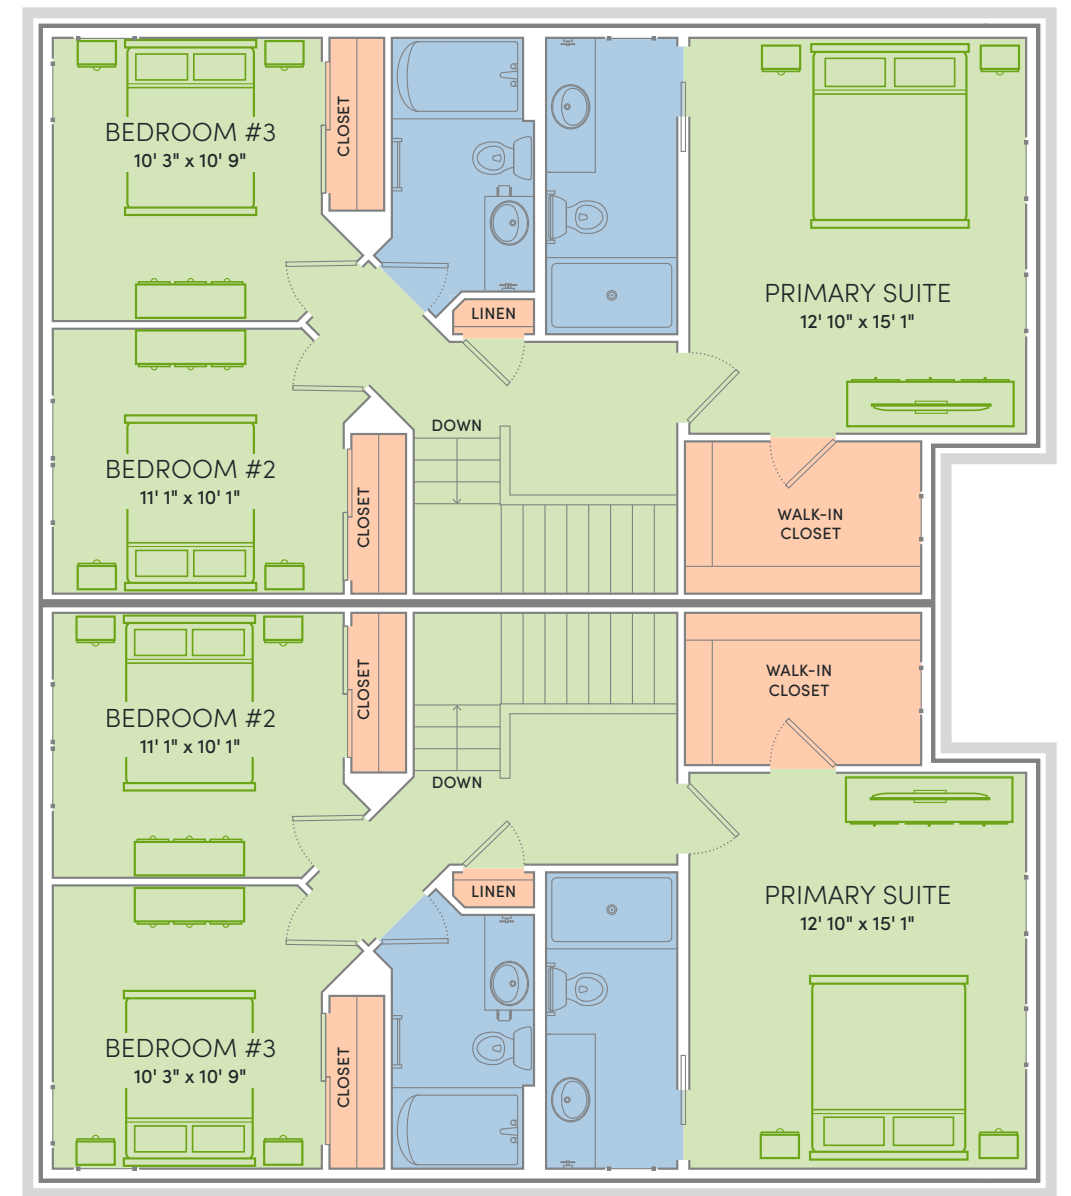 BEDROOM #3
10' 3" x 10' 9"
CLOSET
LINEN
PRIMARY SUITE
12' 10" x 15' 1"
DOWN
BEDROOM #2
11' 1" x 10' 1"
CLOSET
WALK-IN
CLOSET
BEDROOM #2
11' 1" x 10' 1"
CLOSET
WALK-IN
CLOSET
DOWN
LINEN
PRIMARY SUITE
12' 10" x 15' 1"
BEDROOM #3
10' 3" x 10' 9"
CLOSET